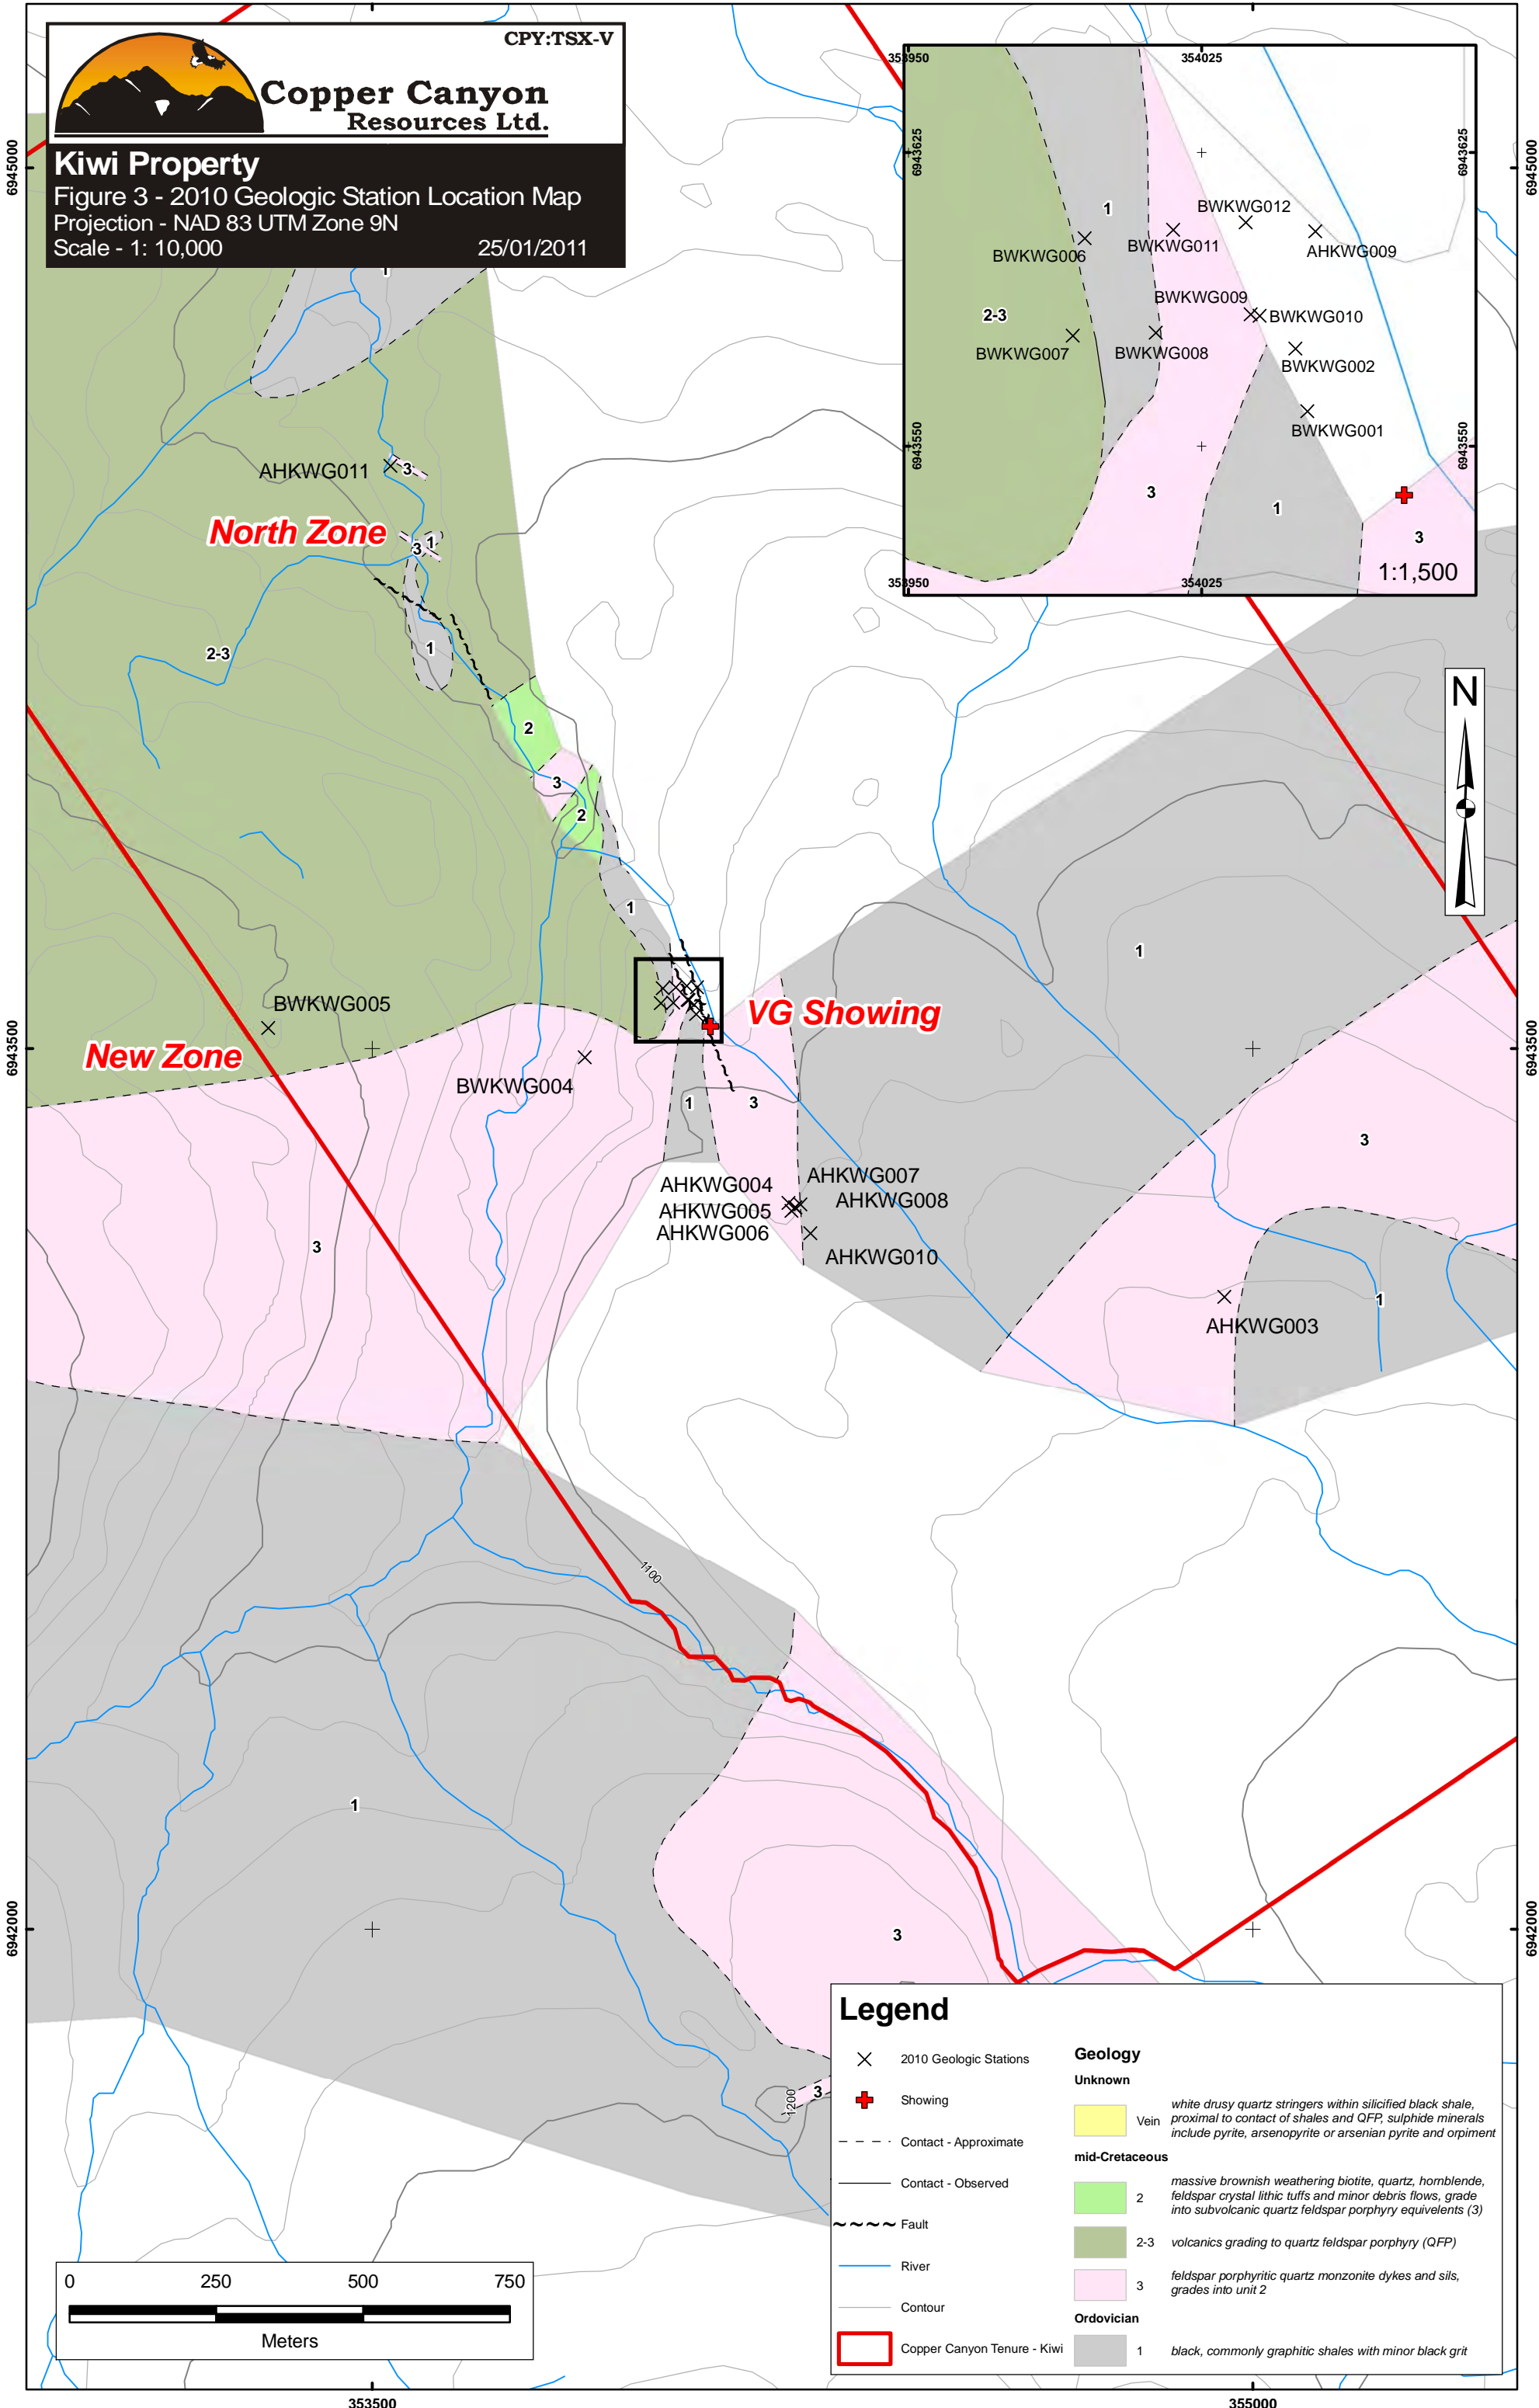 CPY:TSX-V
Copper Canyon
Resources Ltd.
Kiwi Property
Figure 3 - 2010 Geologic Station Location Map
Projection - NAD 83 UTM Zone 9N
Scale - 1: 10,000 25/01/2011
353950 354025
6943625 6943625
1
BWKWG012
BWKWG011
AHKWG009
BWKWG006
BWKWG009
BWKWG010
2-3
BWKWG007
BWKWG008
BWKWG002
BWKWG001
6943550 6943550
3
1
3
1:1,500
353950 354025
6945000 6945000
1
AHKWG011
3
North Zone
3
1
2-3
1
N
2
3
2
1
1
BWKWG005
VG Showing
New Zone
6943500 6943500
BWKWG004
1
3
3
AHKWG004
AHKWG007
AHKWG005
AHKWG008
AHKWG006
3
AHKWG010
1
AHKWG003
1100
1
3
6942000 6942000
3
1200
Legend
2010 Geologic Stations
Showing
Contact - Approximate
Contact - Observed
Fault
River
Contour
Copper Canyon Tenure - Kiwi
Geology
Unknown
Vein
white drusy quartz stringers within silicified black shale,
proximal to contact of shales and QFP, sulphide minerals
include pyrite, arsenopyrite or arsenian pyrite and orpiment
mid-Cretaceous
2
massive brownish weathering biotite, quartz, hornblende,
feldspar crystal lithic tuffs and minor debris flows, grade
into subvolcanic quartz feldspar porphyry equivelents (3)
2-3 volcanics grading to quartz feldspar porphyry (QFP)
3
feldspar porphyritic quartz monzonite dykes and sils,
grades into unit 2
Ordovician
1 black, commonly graphitic shales with minor black grit
0 250 500 750
Meters
353500 355000